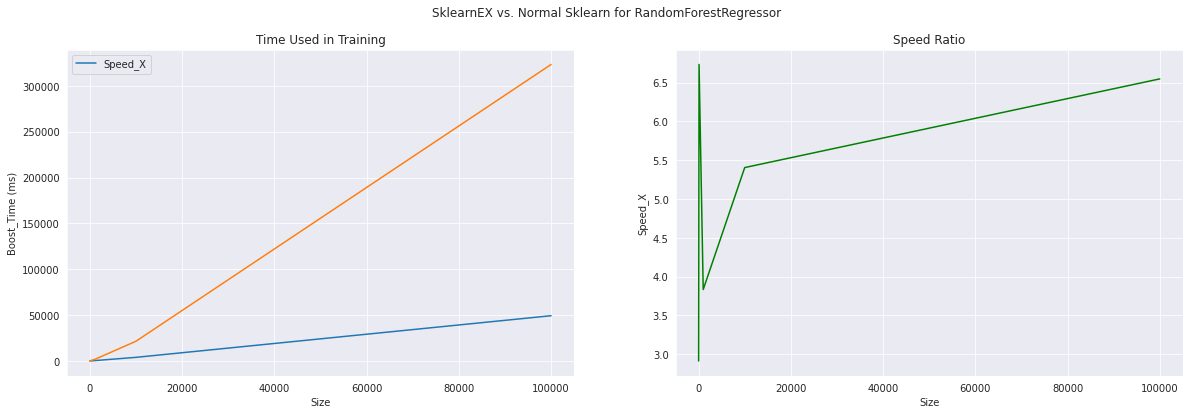 SklearnEX vs. Normal Sklearn for RandomForestRegressor
Time Used in Training
Speed_X
Boost_Time (ms)
300000
250000
200000
150000
100000
50000
0
0 20000 40000 60000 80000 100000
Size
Speed Ratio
Speed_X
6.5
6.0
5.5
5.0
4.5
4.0
3.5
3.0
0 20000 40000 60000 80000 100000
Size